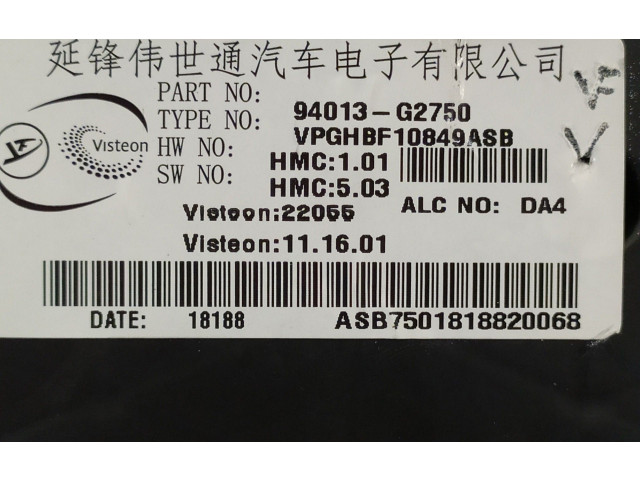 延锋伟世通汽车电子有限公司
PART NO: 94013-G2750
TYPE NO: VPGHBF10849ASB
HW NO: HMC:1.01
SW NO: HMC:5.03
Visteon
ALC NO: DA4
Visteon:22055
Visteon:11.16.01
DATE: 18188 ASB7501818820068